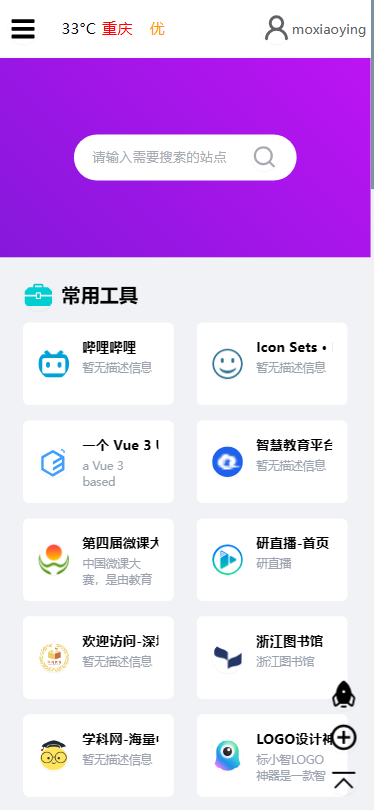 33°C 重庆 优 moxiaoying
请输入需要搜索的站点
常用工具
哔哩哔哩
暂无描述信息
Icon Sets •
暂无描述信息
一个 Vue 3 U
a Vue 3
based
智慧教育平台
暂无描述信息
第四届微课大
中国微课大
赛，是由教育
研直播-首页
研直播
欢迎访问-深圳
暂无描述信息
浙江图书馆
浙江图书馆
学科网-海量中
暂无描述信息
LOGO设计神
标小智LOGO
神器是一款智